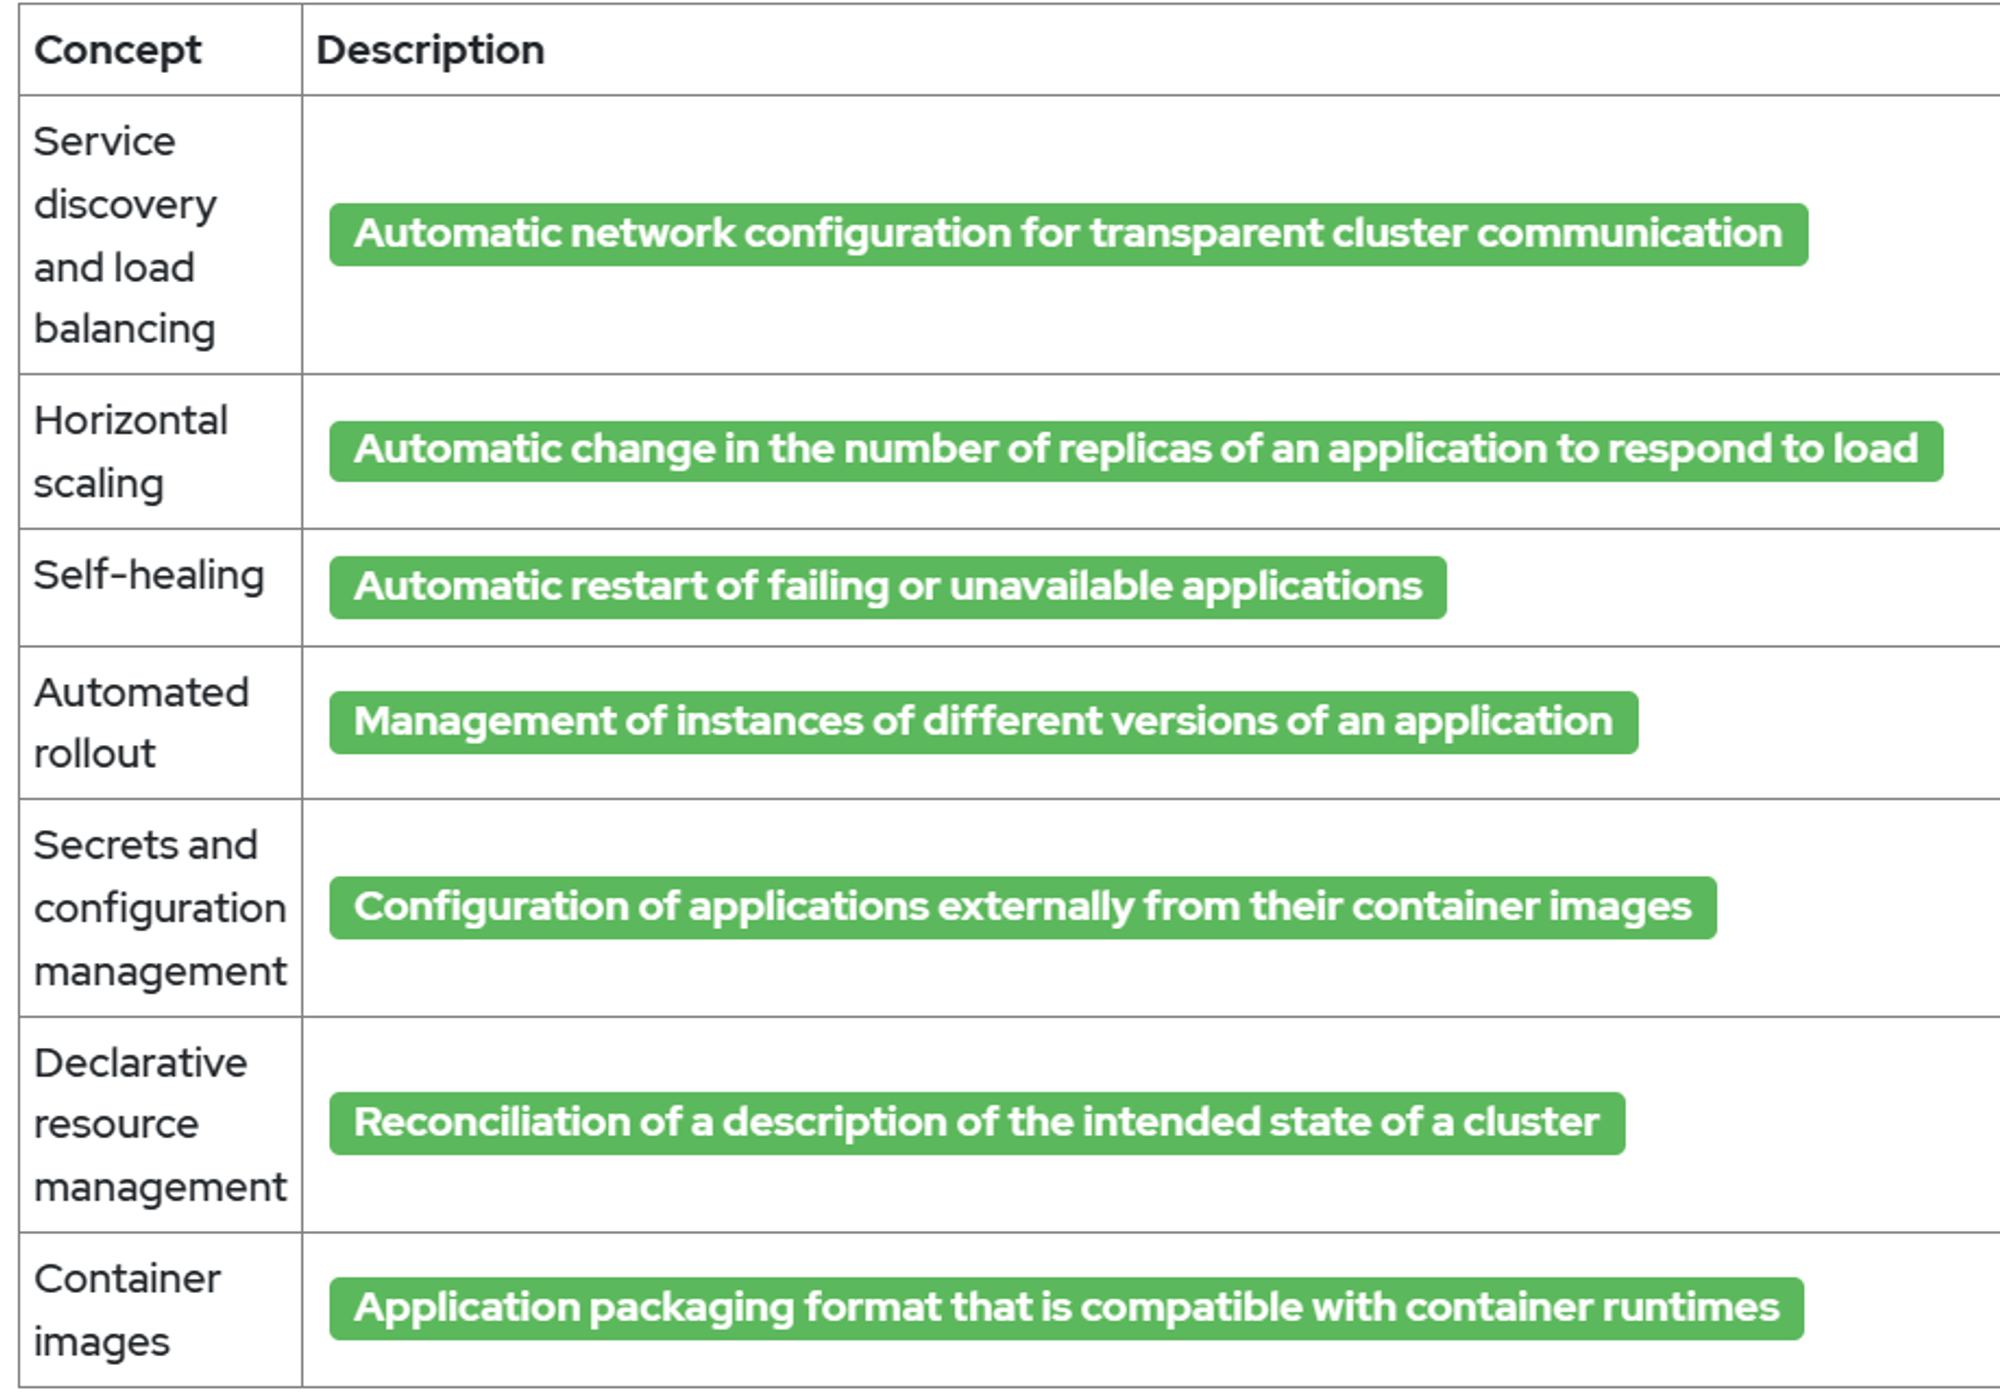 Concept Description
Service
discovery
and load
balancing
Automatic network configuration for transparent cluster communication
Horizontal
scaling
Automatic change in the number of replicas of an application to respond to load
Self-healing
Automatic restart of failing or unavailable applications
Automated
rollout
Management of instances of different versions of an application
Secrets and
configuration
management
Configuration of applications externally from their container images
Declarative
resource
management
Reconciliation of a description of the intended state of a cluster
Container
images
Application packaging format that is compatible with container runtimes